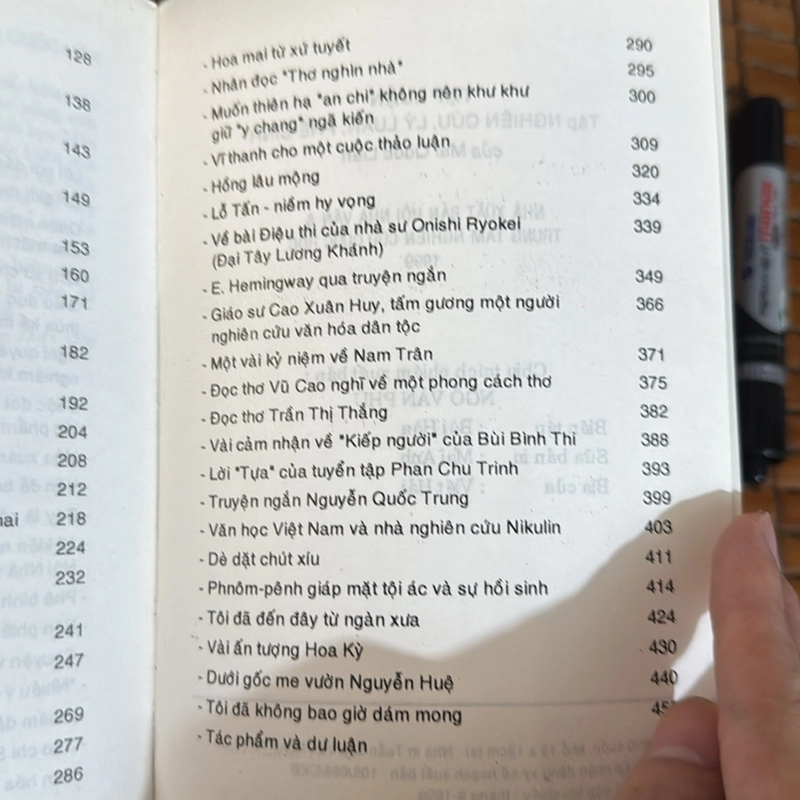 128
138
143
149
153
160
171
182
192
204
208
212
218
224
232
241
247
269
277
286
- Hoa mai từ xứ tuyết 290
- Nhân đọc "Thơ nghìn nhà" 295
- Muốn thiên hạ "an chi" không nên khư khư 300
giữ "y chang" ngã kiến
- Vĩ thanh cho một cuộc thảo luận 309
- Hồng lâu mộng 320
- Lỗ Tấn - niềm hy vọng 334
- Về bài Điệu thi của nhà sư Onishi Ryokei 339
(Đại Tây Lương Khánh)
- E. Hemingway qua truyện ngắn 349
- Giáo sư Cao Xuân Huy, tấm gương một người 366
nghiên cứu văn hóa dân tộc
- Một vài kỷ niệm về Nam Trân 371
- Đọc thơ Vũ Cao nghĩ về một phong cách thơ 375
- Đọc thơ Trần Thị Thắng 382
- Vài cảm nhận về "Kiếp người" của Bùi Bình Thi 388
- Lời "Tựa" của tuyển tập Phan Chu Trinh 393
- Truyện ngắn Nguyễn Quốc Trung 399
- Văn học Việt Nam và nhà nghiên cứu Nikulin 403
- Dè dặt chút xíu 411
- Phnôm-pênh giáp mặt tội ác và sự hồi sinh 414
- Tôi đã đến đây từ ngàn xưa 424
- Vài ấn tượng Hoa Kỳ 430
- Dưới gốc me vườn Nguyễn Huệ 440
- Tôi đã không bao giờ dám mong
- Tác phẩm và dư luận